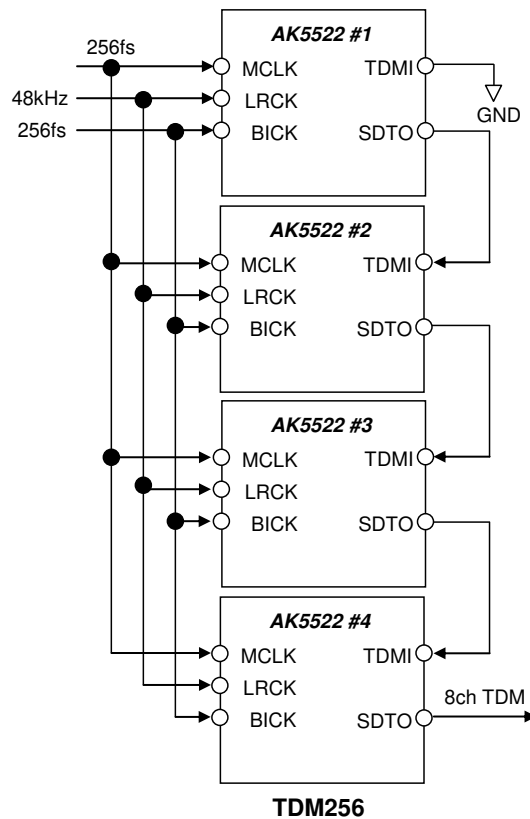 AK5522 #1
256fs
MCLK
TDMI
48kHz
LRCK
GND
256fs
BICK
SDTO
AK5522 #2
MCLK
TDMI
LRCK
BICK
SDTO
AK5522 #3
MCLK
TDMI
LRCK
BICK
SDTO
AK5522 #4
MCLK
TDMI
LRCK
8ch TDM
BICK
SDTO
TDM256